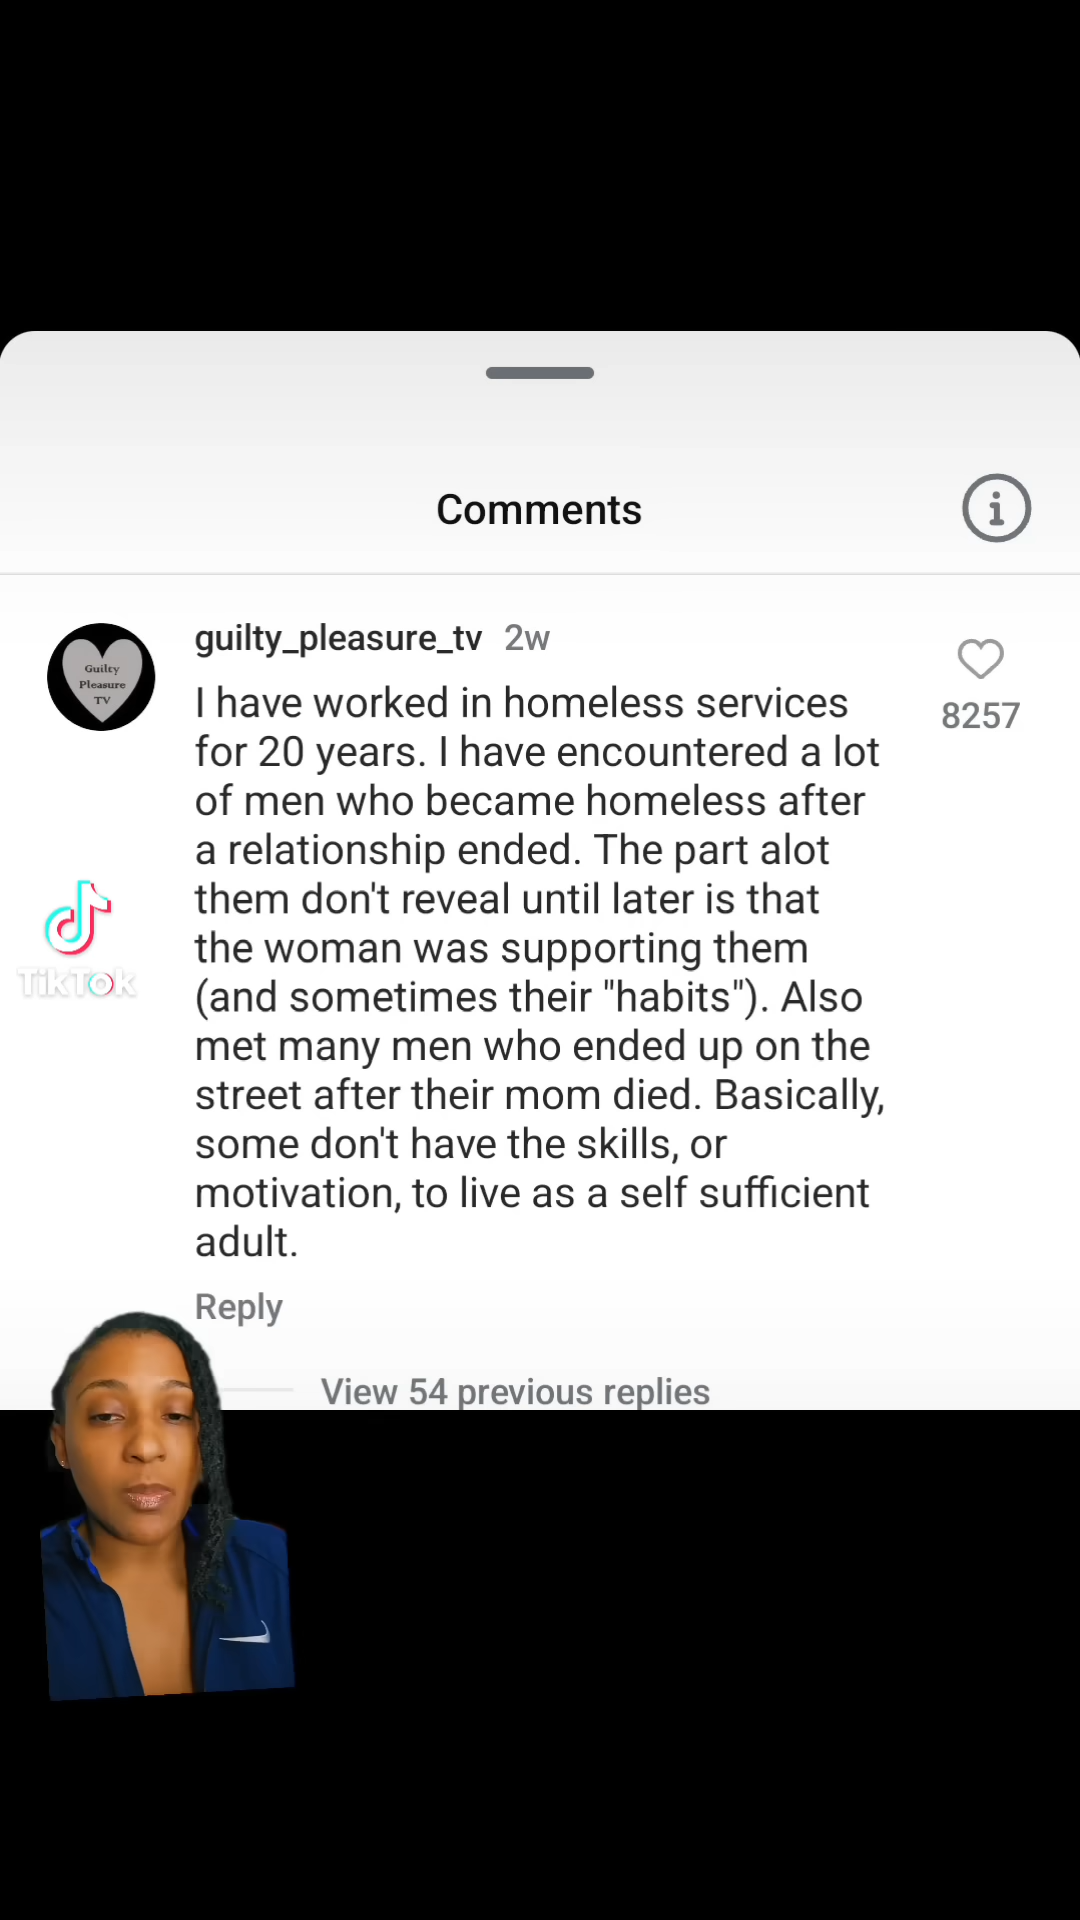 Comments
guilty_pleasure_tv 2w
Guilty
Pleasure
TV
I have worked in homeless services
for 20 years. I have encountered a lot
of men who became homeless after
a relationship ended. The part alot
them don't reveal until later is that
the woman was supporting them
(and sometimes their "habits"). Also
met many men who ended up on the
street after their mom died. Basically,
some don't have the skills, or
motivation, to live as a self sufficient
adult.
8257
TikTok
Reply
View 54 previous replies